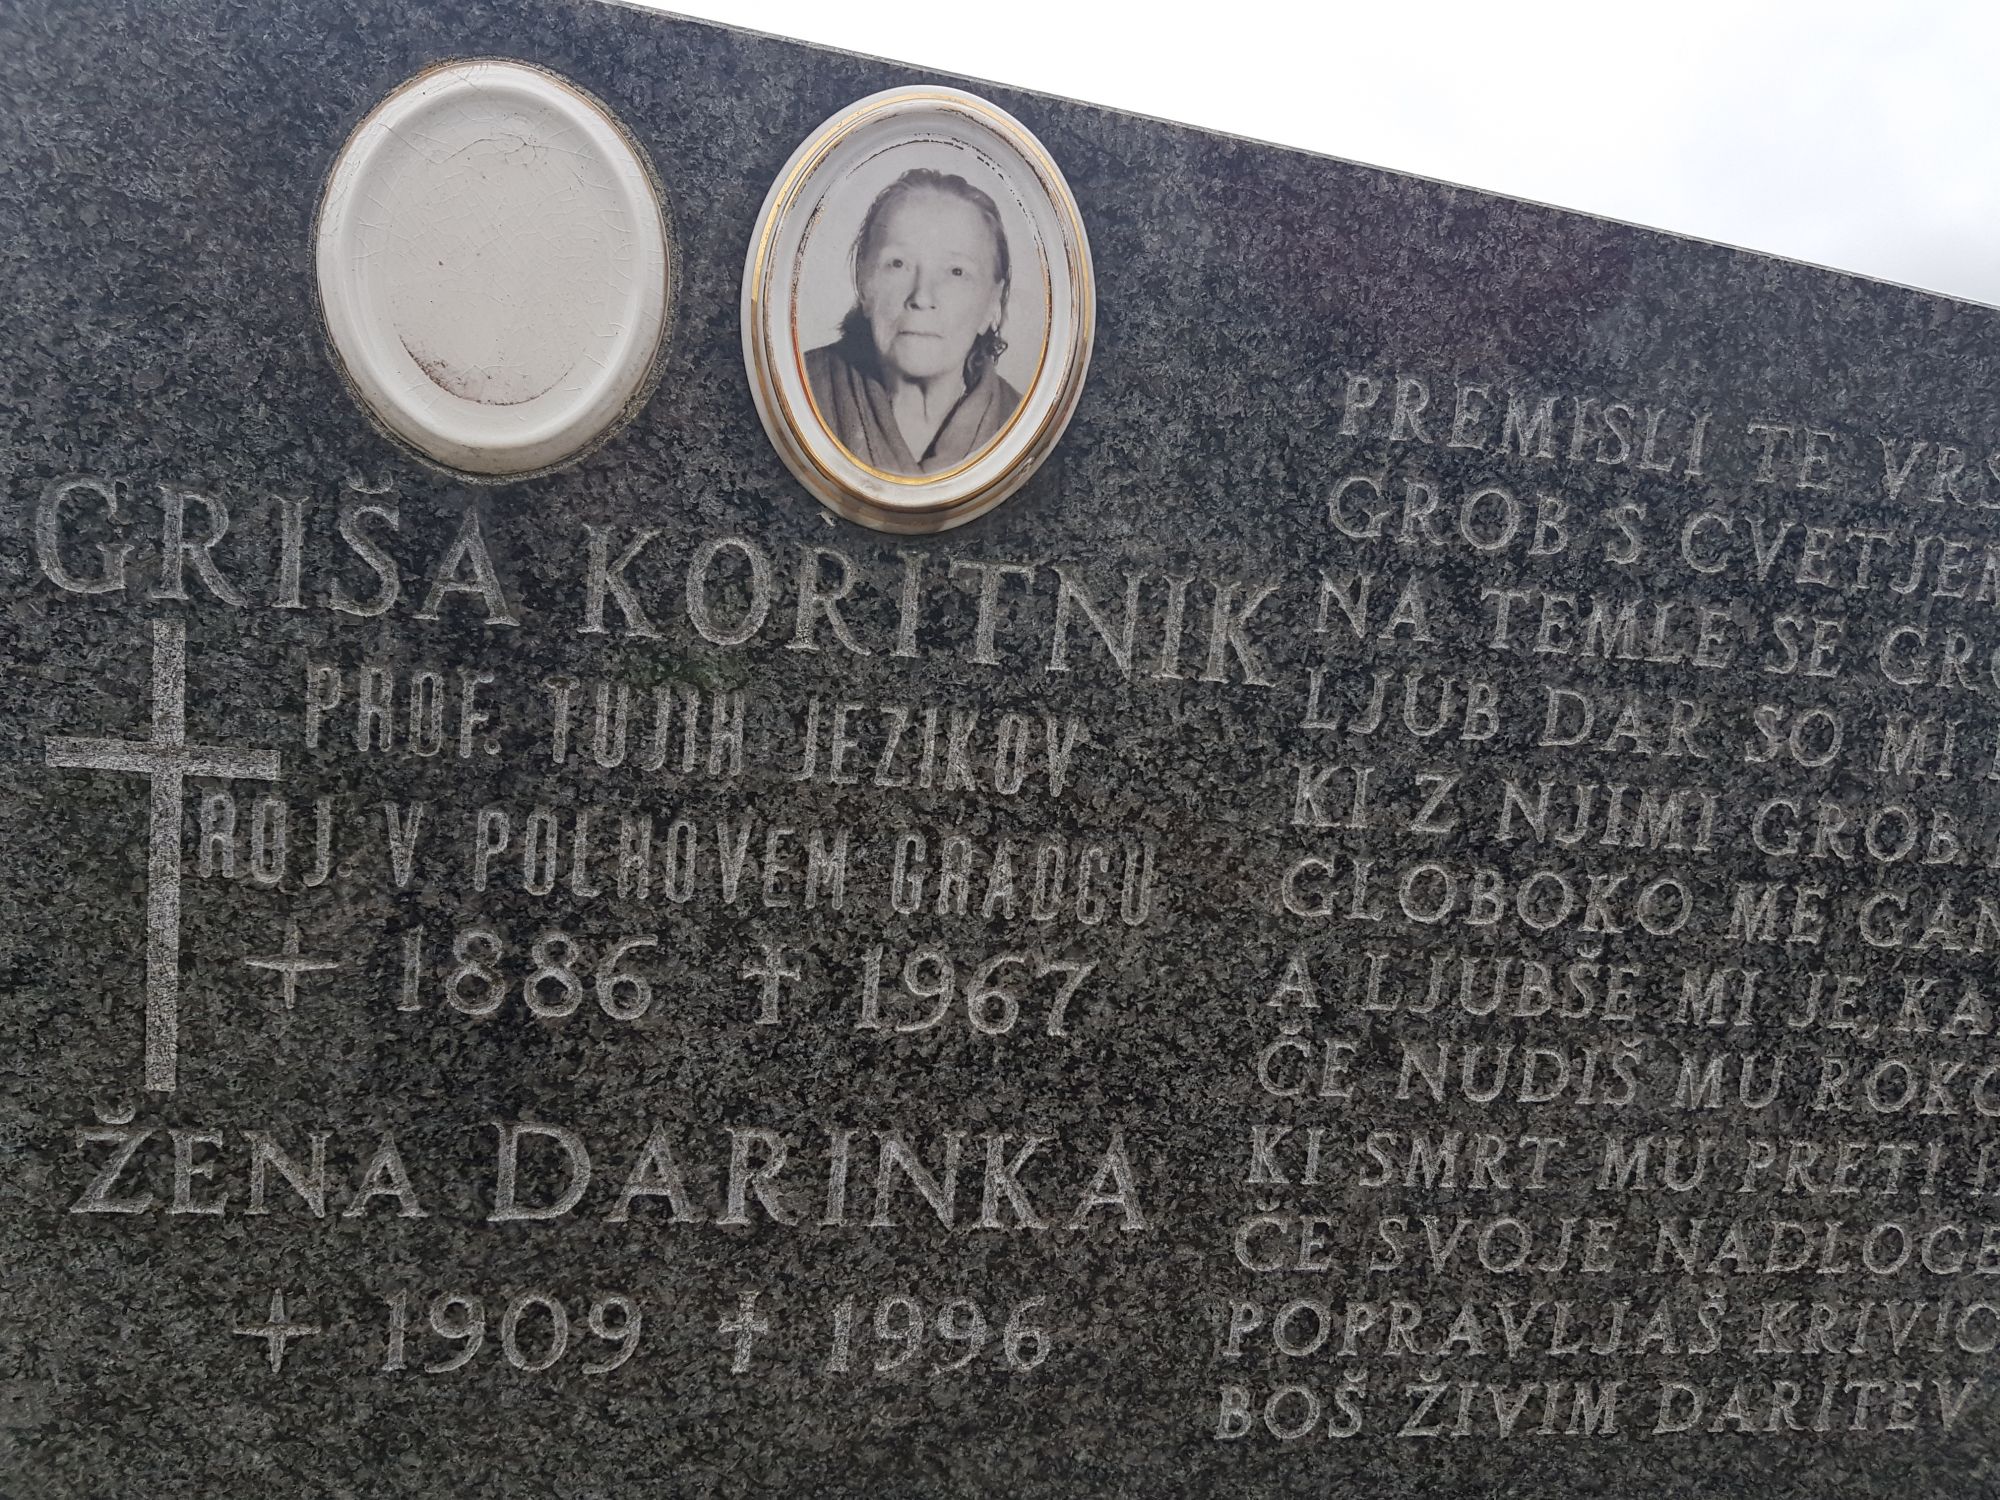 GRIŠA KORITNIK
PROF. TUJIH JEZIKOV
ROJ. V POLHOVEM GRADCU
1886 † 1967
ŽENA DARINKA
1909 † 1996
PREMISLI TE
GROB S
NA TEMLE SE
LJUB DAR SO MI
KI Z NJIMI GROB
GLOBOKO ME
A LJUBŠE MI JE,
ČE NUDIŠ MU
KI SMRT MU PRETI
ČE SVOJE
POPRAVLJAŠ
BOŠ ŽIVIM DARITEV